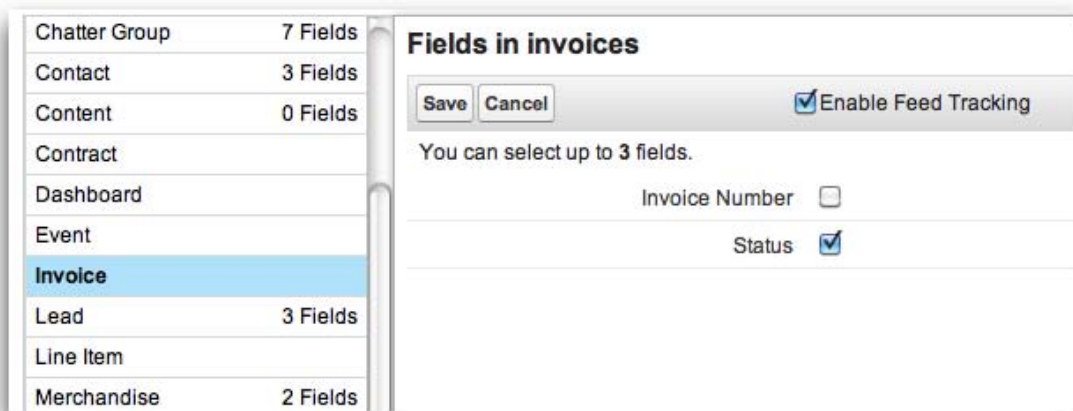 Chatter Group 7 Fields
Contact 3 Fields
Content 0 Fields
Contract
Dashboard
Event
Invoice
Lead 3 Fields
Line Item
Merchandise 2 Fields
Fields in invoices
Save Cancel Enable Feed Tracking
You can select up to 3 fields.
Invoice Number
Status